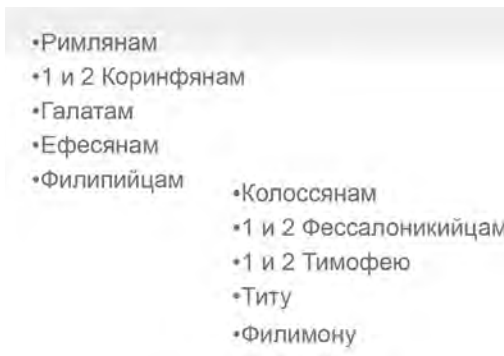 •Римлянам
•1 и 2 Коринфянам
•Галатам
•Ефесянам
•Филипийцам
•Колоссянам
•1 и 2 Фессалоникийцам
•1 и 2 Тимофею
•Титу
•Филимону